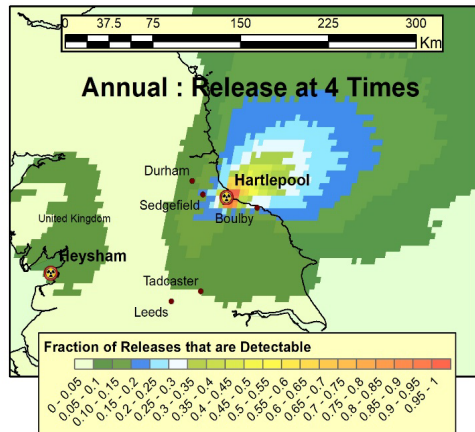 0 37.5 75 150 225 300
Km
Annual : Release at 4 Times
Durham
Hartlepool
Sedgefield
Boulby
United Kingdom
Heysham
Tadcaster
Leeds
Fraction of Releases that are Detectable
0 - 0.05
0.05 - 0.1
0.10 - 0.15
0.15 - 0.2
0.2 - 0.25
0.25 - 0.3
0.3 - 0.35
0.35 - 0.4
0.4 - 0.45
0.45 - 0.5
0.5 - 0.55
0.55 - 0.6
0.6 - 0.65
0.65 - 0.7
0.7 - 0.75
0.75 - 0.8
0.8 - 0.85
0.85 - 0.9
0.9 - 0.95
0.95 - 1